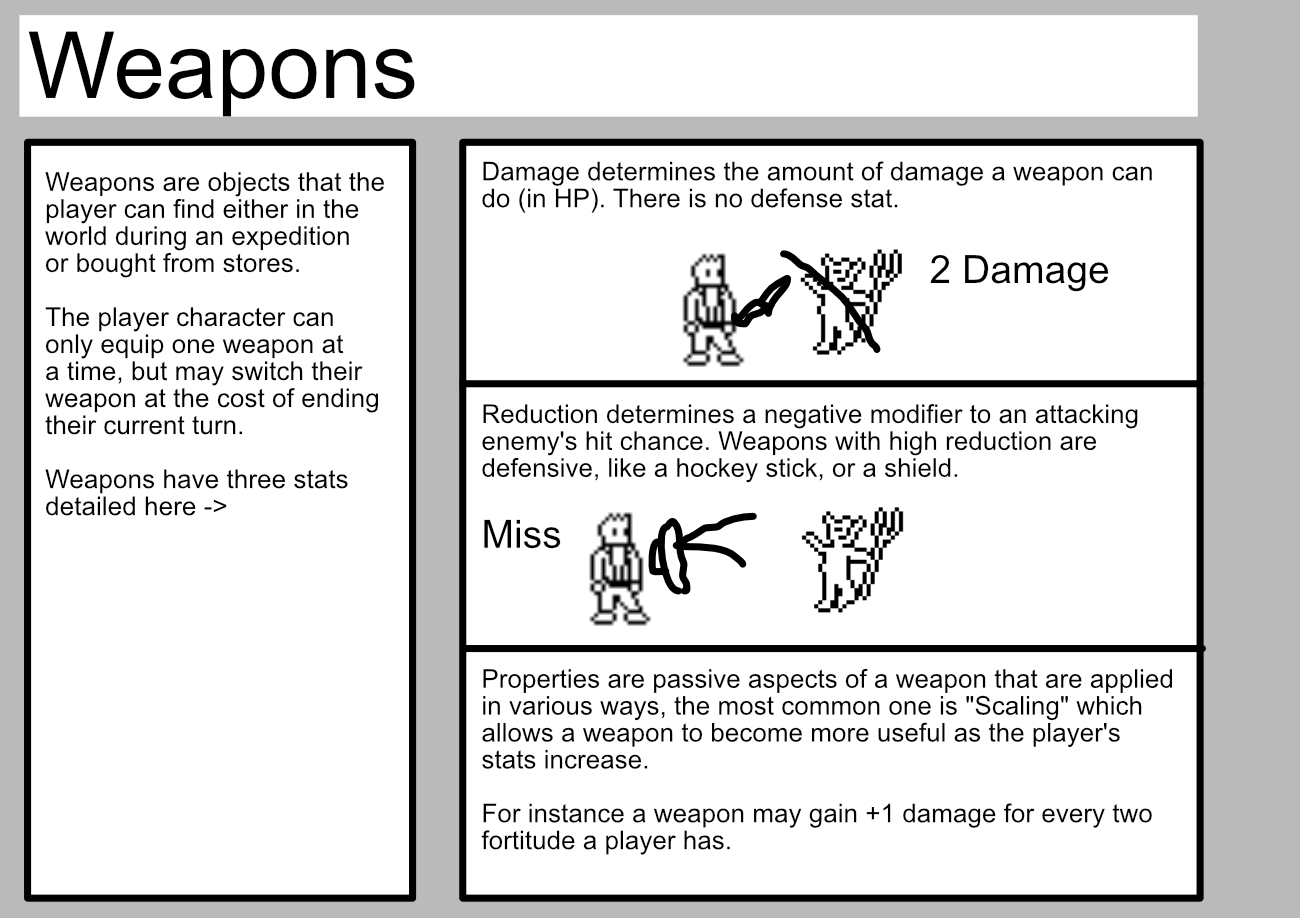 Weapons
Weapons are objects that the
player can find either in the
world during an expedition
or bought from stores.
The player character can
only equip one weapon at
a time, but may switch their
weapon at the cost of ending
their current turn.
Weapons have three stats
detailed here ->
Damage determines the amount of damage a weapon can
do (in HP). There is no defense stat.
2 Damage
Reduction determines a negative modifier to an attacking
enemy's hit chance. Weapons with high reduction are
defensive, like a hockey stick, or a shield.
Miss
Properties are passive aspects of a weapon that are applied
in various ways, the most common one is "Scaling" which
allows a weapon to become more useful as the player's
stats increase.
For instance a weapon may gain +1 damage for every two
fortitude a player has.